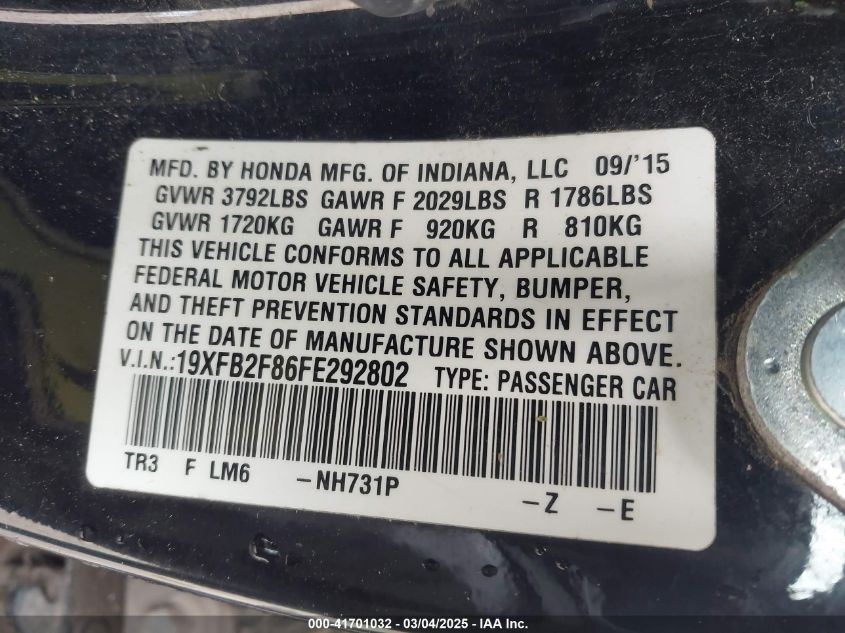 MFD. BY HONDA MFG. OF INDIANA, LLC 09/'15
GVWR 3792LBS GAWR F 2029LBS R 1786LBS
GVWR 1720KG GAWR F 920KG R 810KG
THIS VEHICLE CONFORMS TO ALL APPLICABLE
FEDERAL MOTOR VEHICLE SAFETY, BUMPER,
AND THEFT PREVENTION STANDARDS IN EFFECT
ON THE DATE OF MANUFACTURE SHOWN ABOVE.
V.I.N.:19XFB2F86FE292802 TYPE: PASSENGER CAR
TR3 F LM6 -NH731P -Z -E
000-41701032 - 03/04/2025 - IAA Inc.